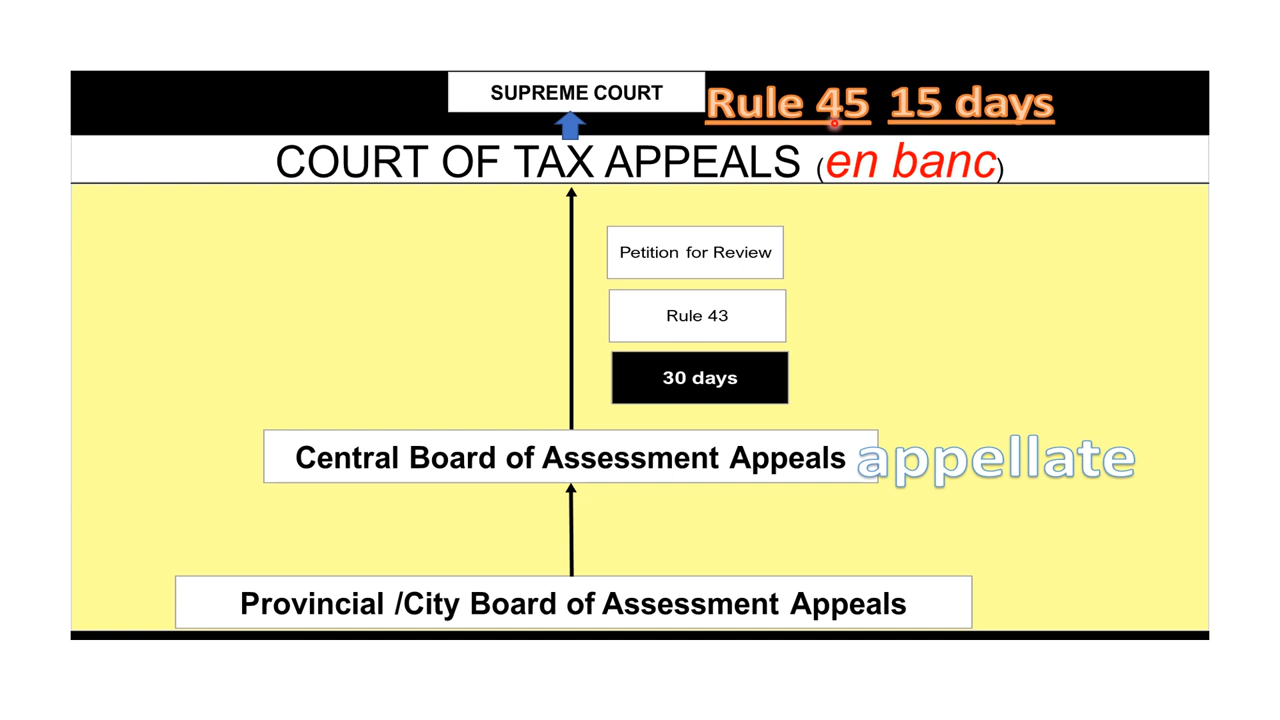 SUPREME COURT
Rule 45 15 days
COURT OF TAX APPEALS (en banc)
Petition for Review
Rule 43
30 days
Central Board of Assessment Appeals appellate
Provincial /City Board of Assessment Appeals